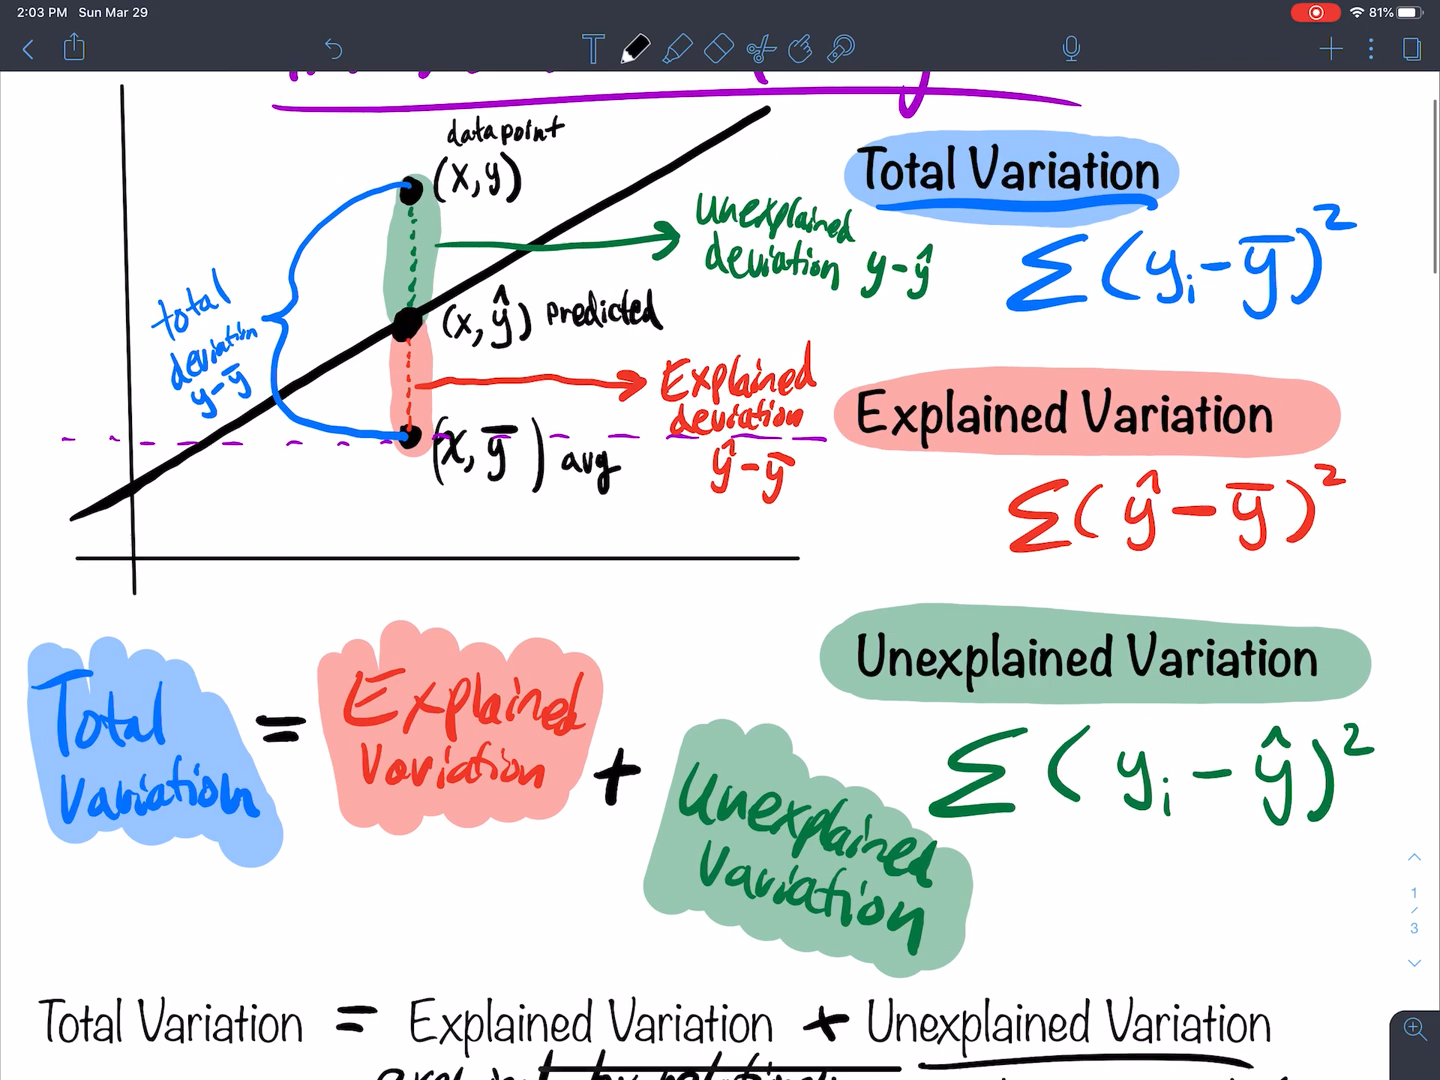 2:03 PM Sun Mar 29
81%
T
data point
(x, y)
Total Variation
Unexplained
deviation y-ŷ
Σ(yᵢ-ȳ)²
total
deviation
y-ȳ
(x, ŷ) predicted
Explained
deviation
ŷ-ȳ
Explained Variation
(x, ȳ) avg
Σ(ŷ-ȳ)²
Unexplained Variation
Total
Variation
=
Explained
Variation
+
Unexplained
Variation
Σ(yᵢ-ŷ)²
1
/
3
Total Variation = Explained Variation + Unexplained Variation